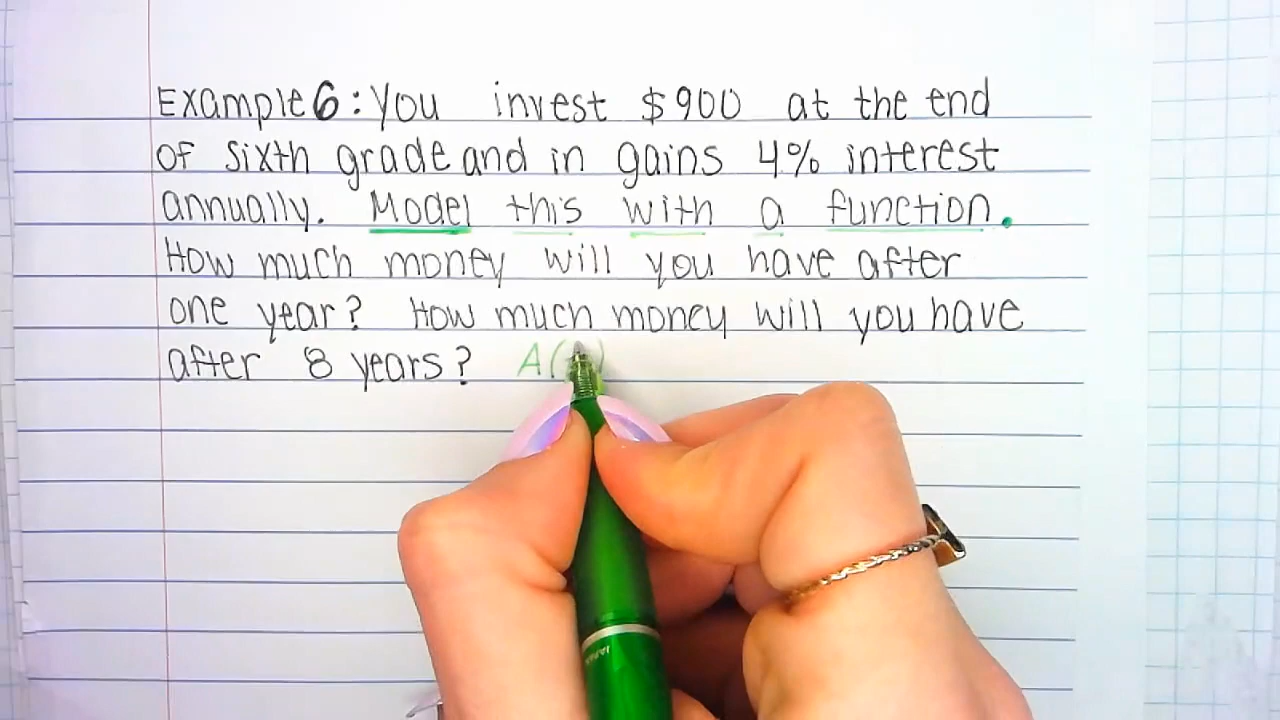 Example 6: You invest $900 at the end
of sixth grade and in gains 4% interest
annually. Model this with a function.
How much money will you have after
one year? How much money will you have
after 8 years? A( )
JAPAN